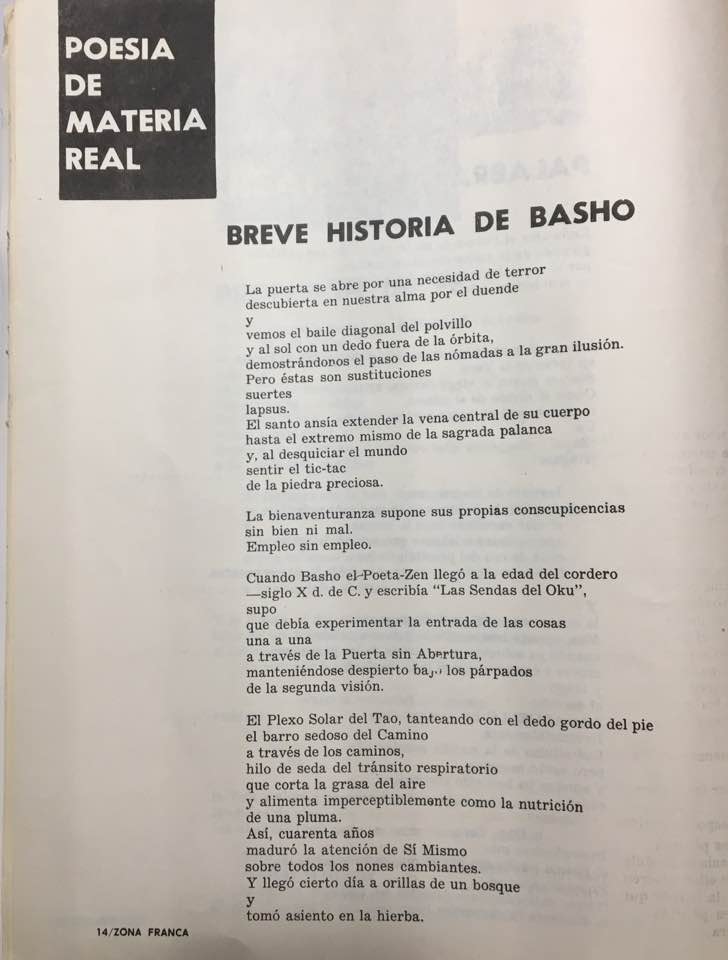 POESIA
DE
MATERIA
REAL
BREVE HISTORIA DE BASHO
La puerta se abre por una necesidad de terror
descubierta en nuestra alma por el duende
y
vemos el baile diagonal del polvillo
y al sol con un dedo fuera de la órbita,
demostrándonos el paso de las nómadas a la gran ilusión.
Pero éstas son sustituciones
suertes
lapsus.
El santo ansía extender la vena central de su cuerpo
hasta el extremo mismo de la sagrada palanca
y, al desquiciar el mundo
sentir el tic-tac
de la piedra preciosa.
La bienaventuranza supone sus propias conscupicencias
sin bien ni mal.
Empleo sin empleo.
Cuando Basho el-Poeta-Zen llegó a la edad del cordero
—siglo X d. de C. y escribía "Las Sendas del Oku",
supo
que debía experimentar la entrada de las cosas
una a una
a través de la Puerta sin Abertura,
manteniéndose despierto bajo los párpados
de la segunda visión.
El Plexo Solar del Tao, tanteando con el dedo gordo del pie
el barro sedoso del Camino
a través de los caminos,
hilo de seda del tránsito respiratorio
que corta la grasa del aire
y alimenta imperceptiblemente como la nutrición
de una pluma.
Así, cuarenta años
maduró la atención de Sí Mismo
sobre todos los nones cambiantes.
Y llegó cierto día a orillas de un bosque
y
tomó asiento en la hierba.
14/ZONA FRANCA